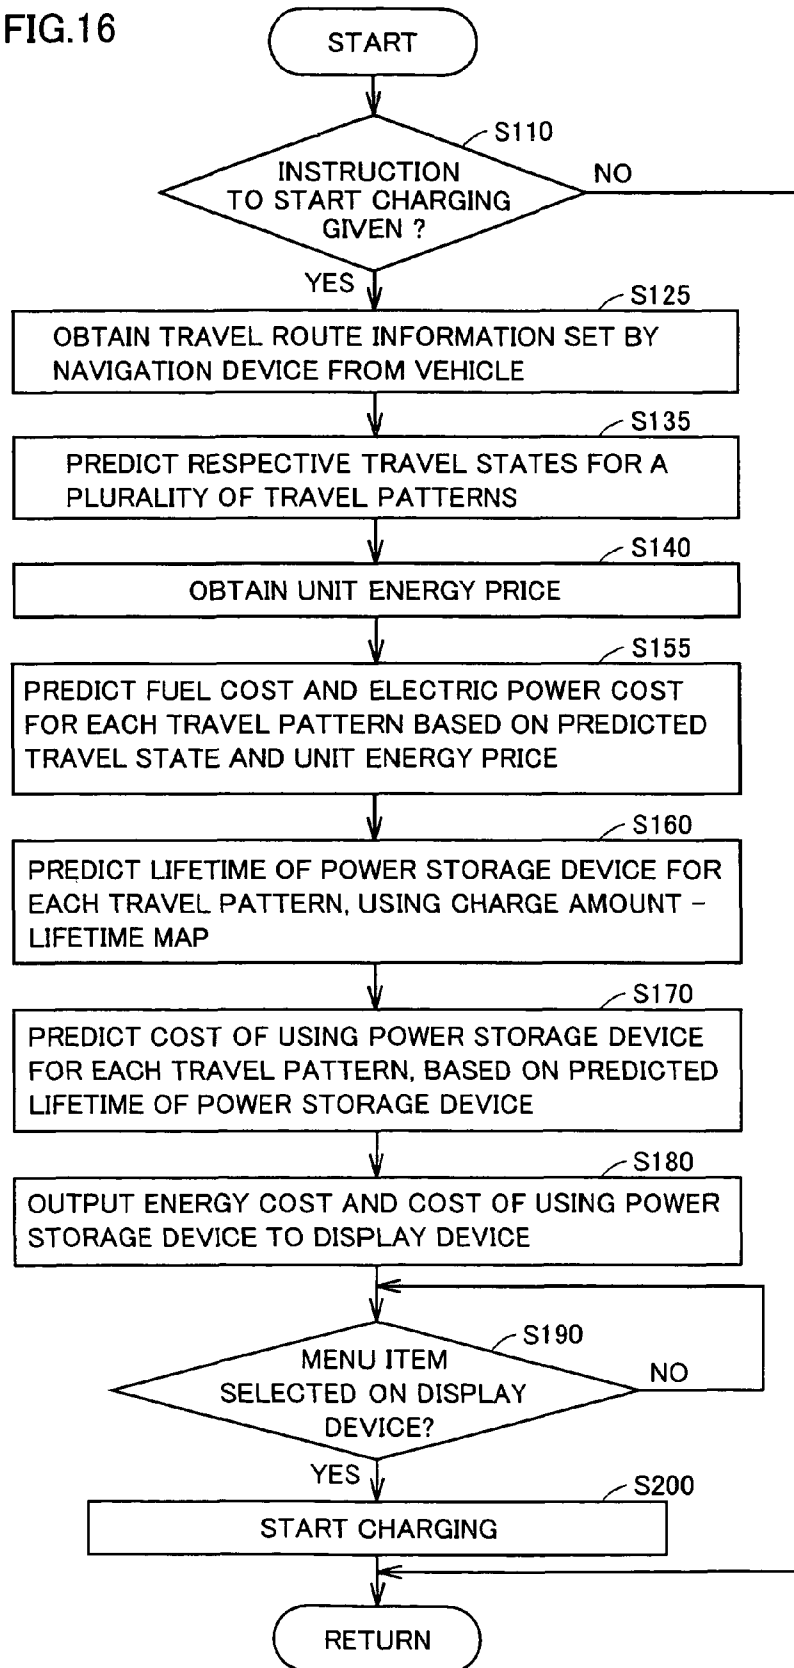 FIG.16
START
S110
INSTRUCTION
TO START CHARGING
GIVEN ?
NO
YES
S125
OBTAIN TRAVEL ROUTE INFORMATION SET BY
NAVIGATION DEVICE FROM VEHICLE
S135
PREDICT RESPECTIVE TRAVEL STATES FOR A
PLURALITY OF TRAVEL PATTERNS
S140
OBTAIN UNIT ENERGY PRICE
S155
PREDICT FUEL COST AND ELECTRIC POWER COST
FOR EACH TRAVEL PATTERN BASED ON PREDICTED
TRAVEL STATE AND UNIT ENERGY PRICE
S160
PREDICT LIFETIME OF POWER STORAGE DEVICE FOR
EACH TRAVEL PATTERN, USING CHARGE AMOUNT –
LIFETIME MAP
S170
PREDICT COST OF USING POWER STORAGE DEVICE
FOR EACH TRAVEL PATTERN, BASED ON PREDICTED
LIFETIME OF POWER STORAGE DEVICE
S180
OUTPUT ENERGY COST AND COST OF USING POWER
STORAGE DEVICE TO DISPLAY DEVICE
S190
MENU ITEM
SELECTED ON DISPLAY
DEVICE?
NO
YES
S200
START CHARGING
RETURN